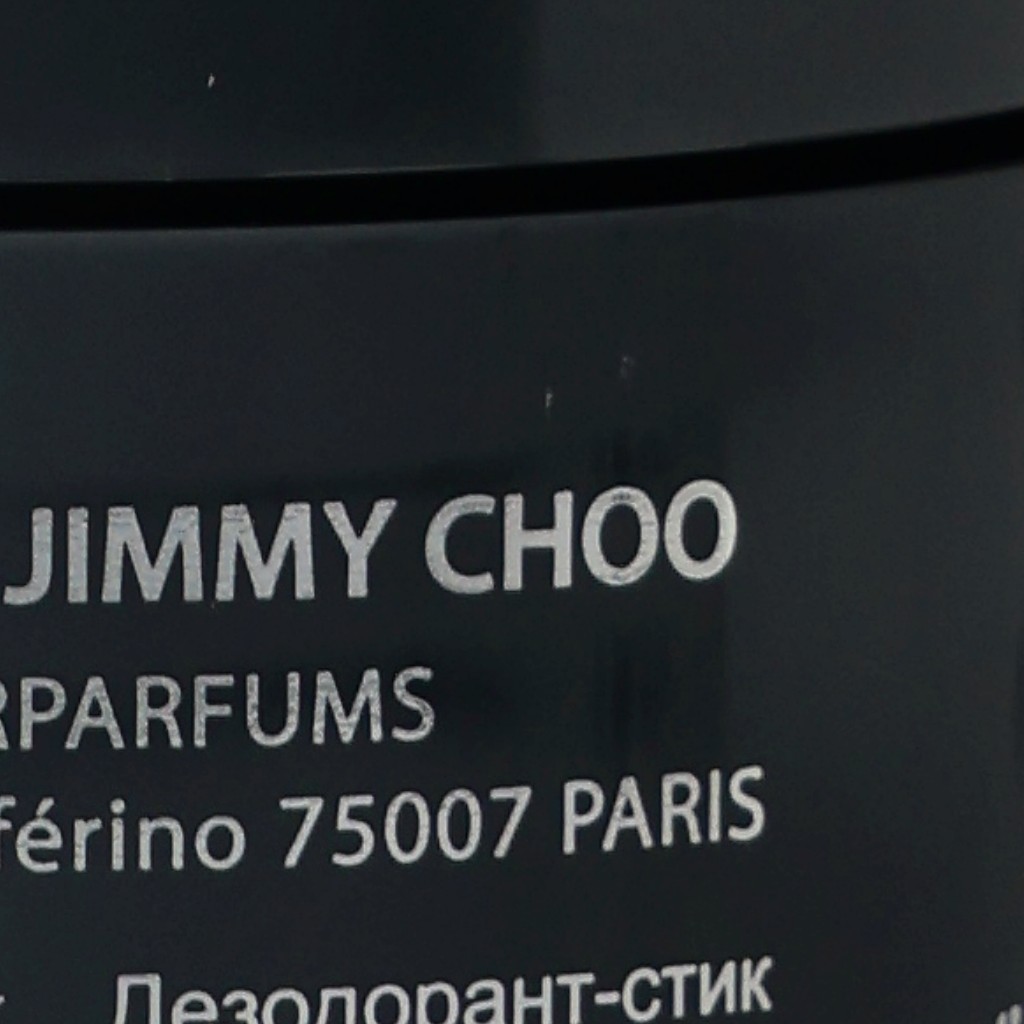 JIMMY CHOO
RPARFUMS
férino 75007 PARIS
Дезодорант-стик